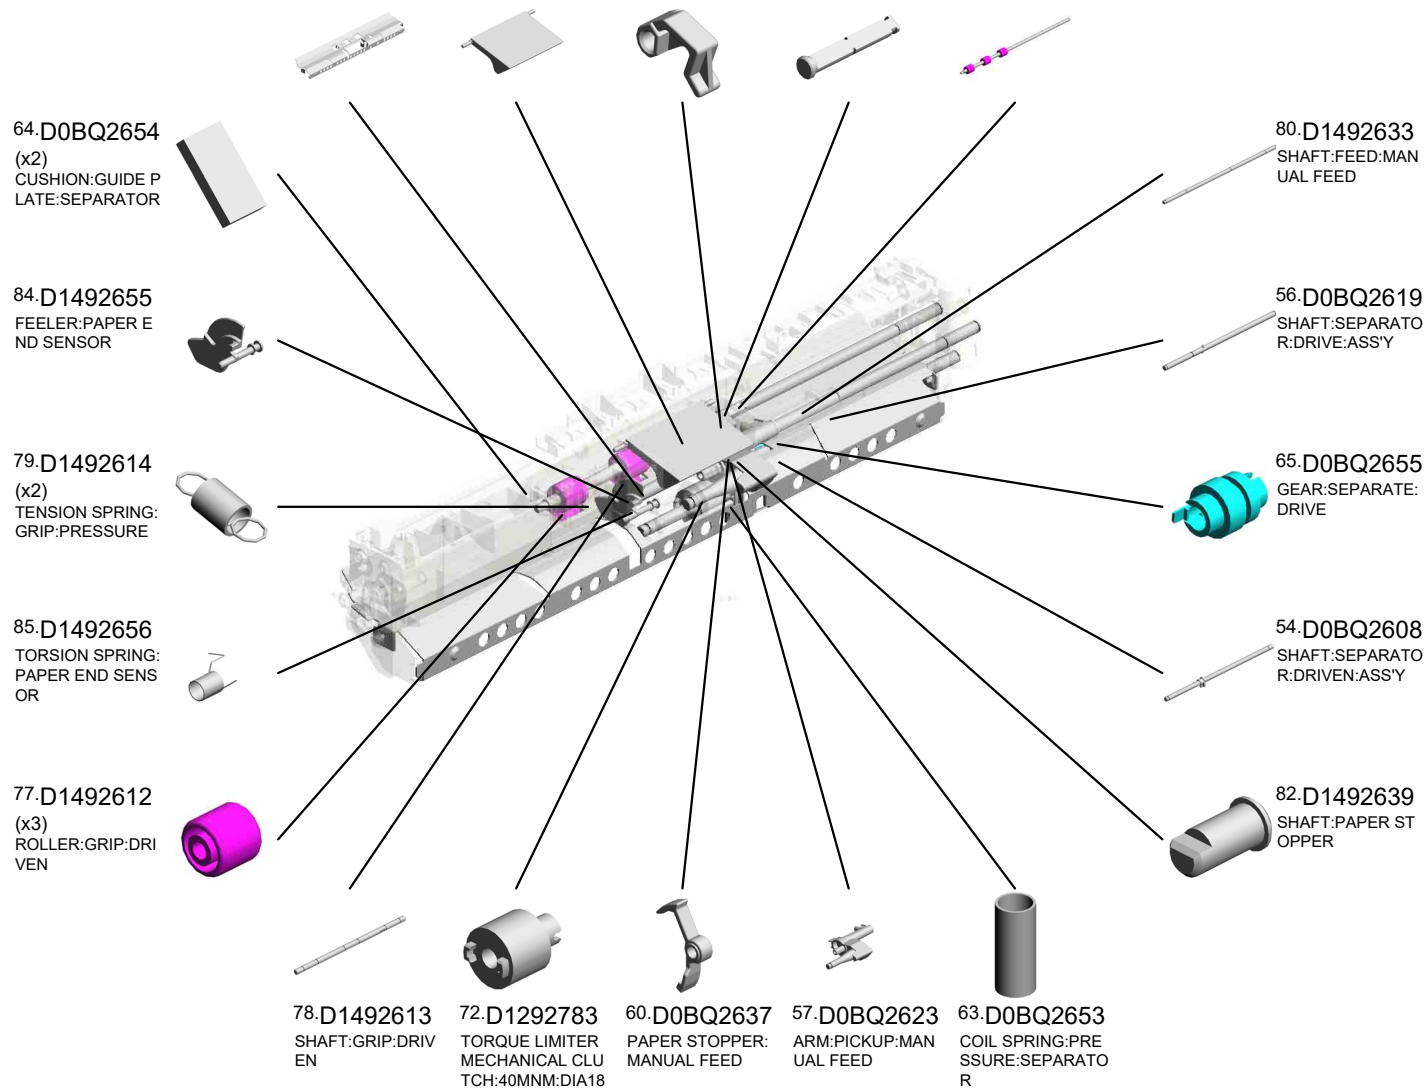 64.D0BQ2654
(x2)
CUSHION:GUIDE P
LATE:SEPARATOR
84.D1492655
FEELER:PAPER E
ND SENSOR
79.D1492614
(x2)
TENSION SPRING:
GRIP:PRESSURE
85.D1492656
TORSION SPRING:
PAPER END SENS
OR
77.D1492612
(x3)
ROLLER:GRIP:DRI
VEN
78.D1492613
SHAFT:GRIP:DRIV
EN
72.D1292783
TORQUE LIMITER
MECHANICAL CLU
TCH:40MNM:DIA18
60.D0BQ2637
PAPER STOPPER:
MANUAL FEED
57.D0BQ2623
ARM:PICKUP:MAN
UAL FEED
63.D0BQ2653
COIL SPRING:PRE
SSURE:SEPARATO
R
80.D1492633
SHAFT:FEED:MAN
UAL FEED
56.D0BQ2619
SHAFT:SEPARATO
R:DRIVE:ASS'Y
65.D0BQ2655
GEAR:SEPARATE:
DRIVE
54.D0BQ2608
SHAFT:SEPARATO
R:DRIVEN:ASS'Y
82.D1492639
SHAFT:PAPER ST
OPPER